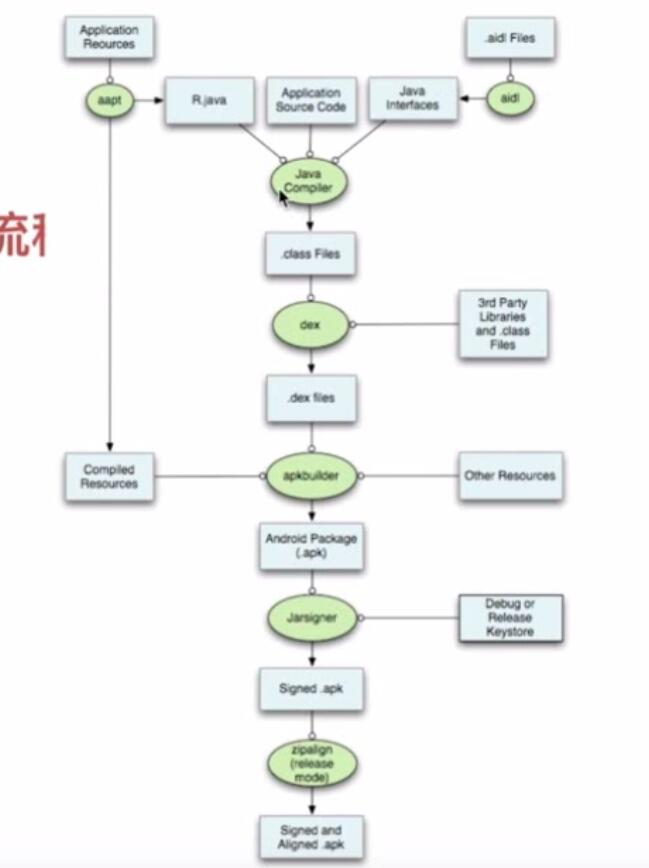 Application
Reources
.aidl Files
aapt
R.java
Application
Source Code
Java
Interfaces
aidl
Java
Compiler
流
.class Files
dex
3rd Party
Libraries
and .class
Files
.dex files
Compiled
Resources
apkbuilder
Other Resources
Android Package
(.apk)
Jarsigner
Debug or
Release
Keystore
Signed .apk
zipalign
(release
mode)
Signed and
Aligned .apk